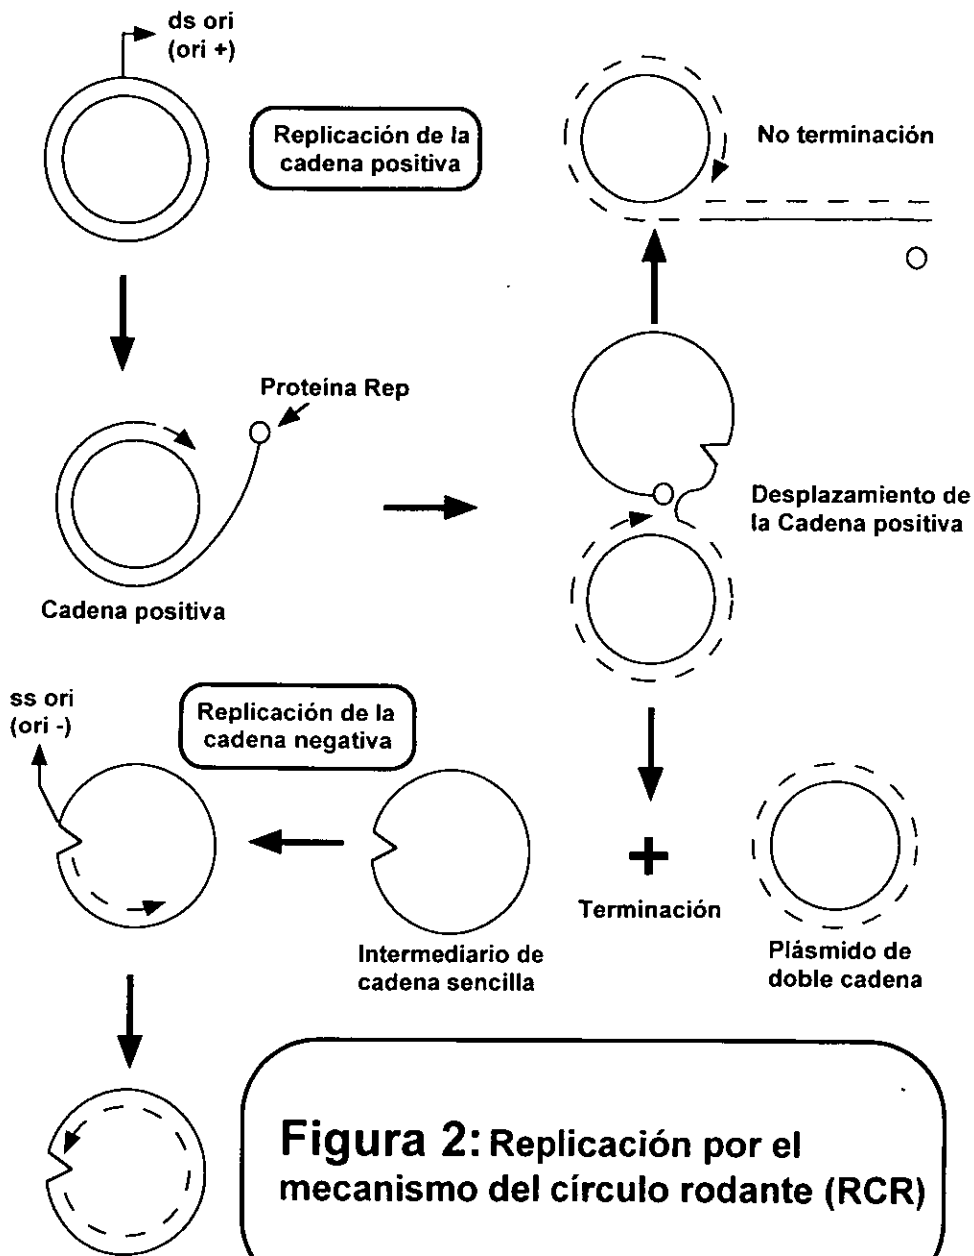 ds ori
(ori +)
Replicación de la
cadena positiva
No terminación
Proteína Rep
Cadena positiva
Desplazamiento de
la Cadena positiva
ss ori
(ori -)
Replicación de la
cadena negativa
Intermediario de
cadena sencilla
+
Terminación
Plásmido de
doble cadena
Figura 2: Replicación por el
mecanismo del círculo rodante (RCR)